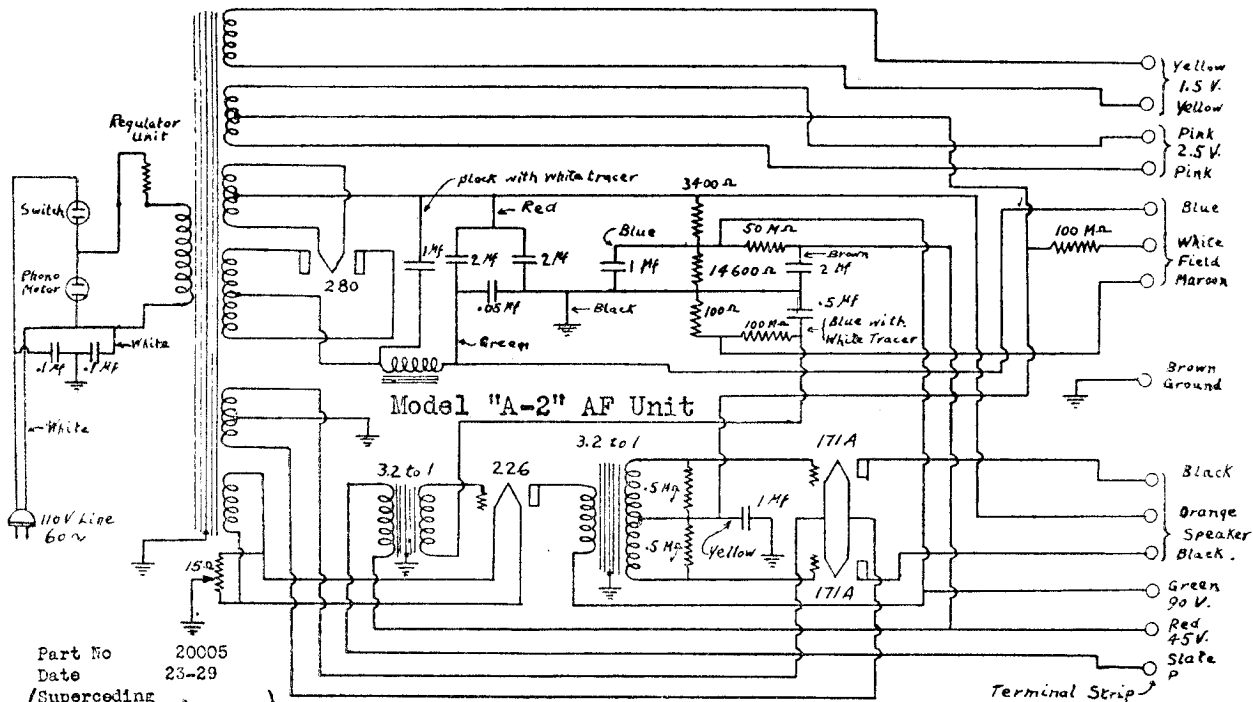 Yellow
1.5 V.
Yellow
Pink
2.5 V.
Pink
Regulator
Unit
Switch
Phono
Motor
White
.1 Mf
.1 Mf
White
110V Line
60~
Black with white tracer
Red
1 Mf
2 Mf
2 Mf
.05 Mf
Green
280
Blue
1 Mf
Black
3400 Ω
14600 Ω
100 Ω
50 MΩ
Brown
2 Mf
.5 Mf
100 MΩ
Blue with
White Tracer
100 MΩ
Blue
White
Field
Maroon
Brown
Ground
Model "A-2" AF Unit
3.2 to 1
226
3.2 to 1
.5 MΩ
.5 MΩ
1 Mf
Yellow
171A
171A
15 Ω
Black
Orange
Speaker
Black.
Green
90 V.
Red
45 V.
Slate
P
Terminal Strip
Part No 20005
Date 23-29
(Superceding )